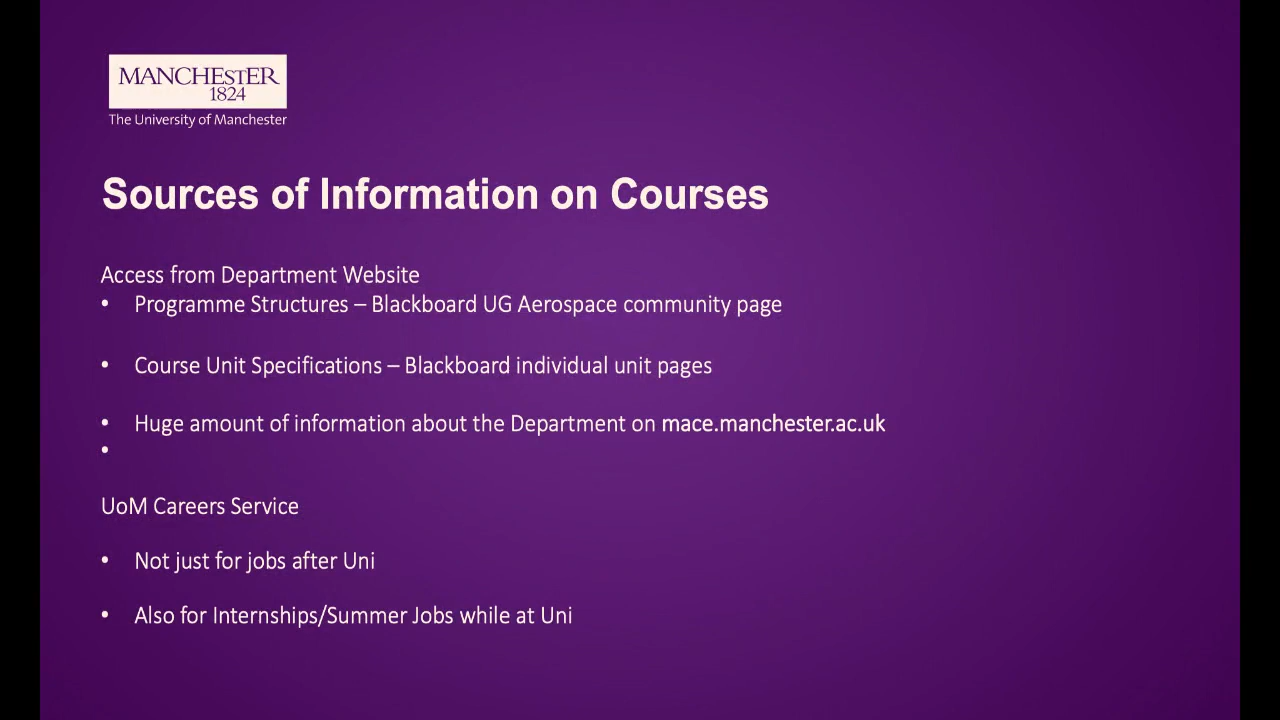 MANCHESTER
1824
The University of Manchester
Sources of Information on Courses
Access from Department Website
• Programme Structures – Blackboard UG Aerospace community page
• Course Unit Specifications – Blackboard individual unit pages
• Huge amount of information about the Department on mace.manchester.ac.uk
•
UoM Careers Service
• Not just for jobs after Uni
• Also for Internships/Summer Jobs while at Uni